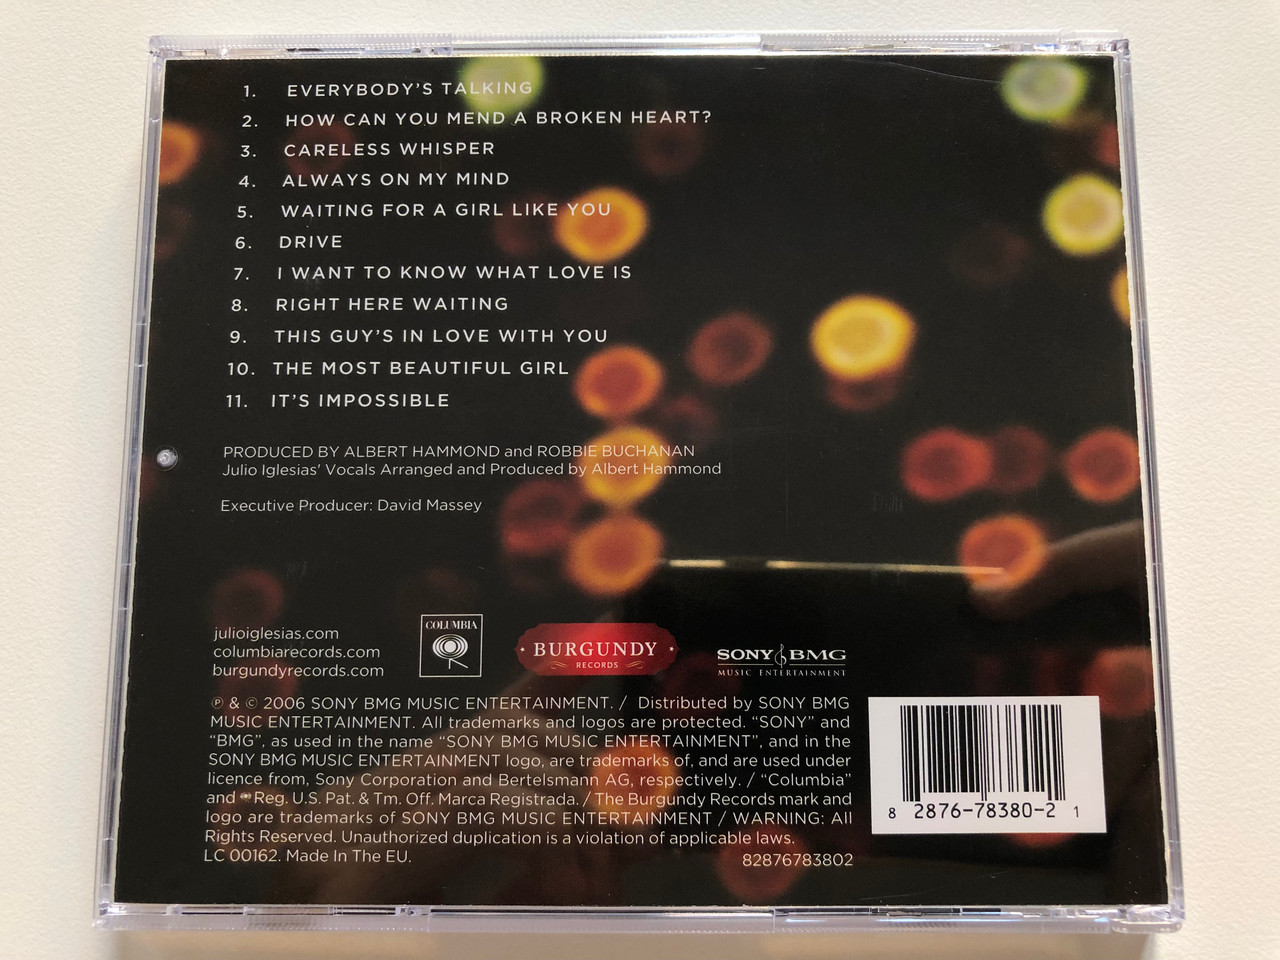 1. EVERYBODY'S TALKING
2. HOW CAN YOU MEND A BROKEN HEART?
3. CARELESS WHISPER
4. ALWAYS ON MY MIND
5. WAITING FOR A GIRL LIKE YOU
6. DRIVE
7. I WANT TO KNOW WHAT LOVE IS
8. RIGHT HERE WAITING
9. THIS GUY'S IN LOVE WITH YOU
10. THE MOST BEAUTIFUL GIRL
11. IT'S IMPOSSIBLE
PRODUCED BY ALBERT HAMMOND and ROBBIE BUCHANAN
Julio Iglesias' Vocals Arranged and Produced by Albert Hammond
Executive Producer: David Massey
julioiglesias.com
columbiarecords.com
burgundyrecords.com
COLUMBIA
BURGUNDY
RECORDS
SONY BMG
MUSIC ENTERTAINMENT
℗ & © 2006 SONY BMG MUSIC ENTERTAINMENT. / Distributed by SONY BMG
MUSIC ENTERTAINMENT. All trademarks and logos are protected. "SONY" and
"BMG", as used in the name "SONY BMG MUSIC ENTERTAINMENT", and in the
SONY BMG MUSIC ENTERTAINMENT logo, are trademarks of, and are used under
licence from, Sony Corporation and Bertelsmann AG, respectively. / "Columbia"
and Reg. U.S. Pat. & Tm. Off. Marca Registrada. / The Burgundy Records mark and
logo are trademarks of SONY BMG MUSIC ENTERTAINMENT / WARNING: All
Rights Reserved. Unauthorized duplication is a violation of applicable laws.
LC 00162. Made In The EU.
82876783802
8 2876-78380-2 1